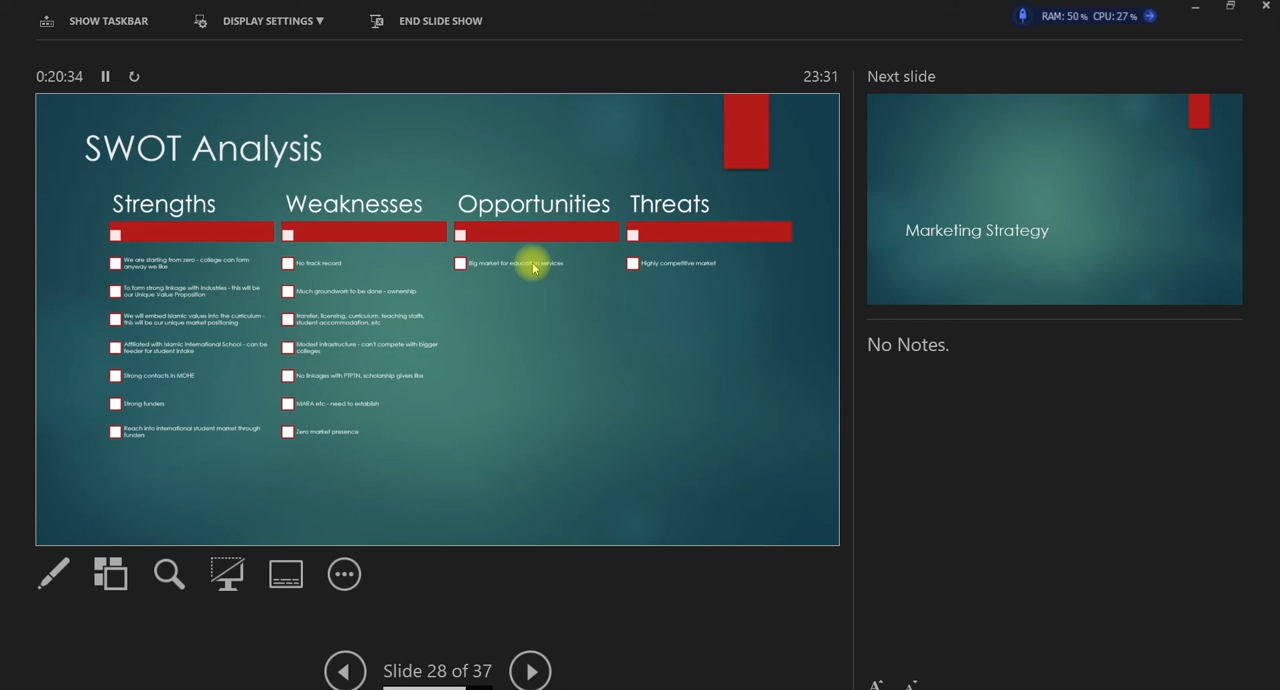 SHOW TASKBAR
DISPLAY SETTINGS ▼
END SLIDE SHOW
RAM: 50% CPU: 27%
0:20:34
23:31
SWOT Analysis
Strengths
We are starting from zero - college can form
anyway we like
To form strong linkage with industries - this will be
our Unique Value Proposition
We will embed Islamic values into the curriculum -
this will be our unique market positioning
Affiliated with Islamic International School - can be
feeder for student intake
Strong contacts in MOHE
Strong funders
Reach into international student market through
funders
Weaknesses
No track record
Much groundwork to be done - ownership
transfer, licensing, curriculum, teaching staffs,
student accommodation, etc
Modest infrastructure - can't compete with bigger
colleges
No linkages with PTPTN, scholarship givers like
MARA etc - need to establish
Zero market presence
Opportunities
Big market for education services
Threats
Highly competitive market
Next slide
Marketing Strategy
No Notes.
Slide 28 of 37
A A